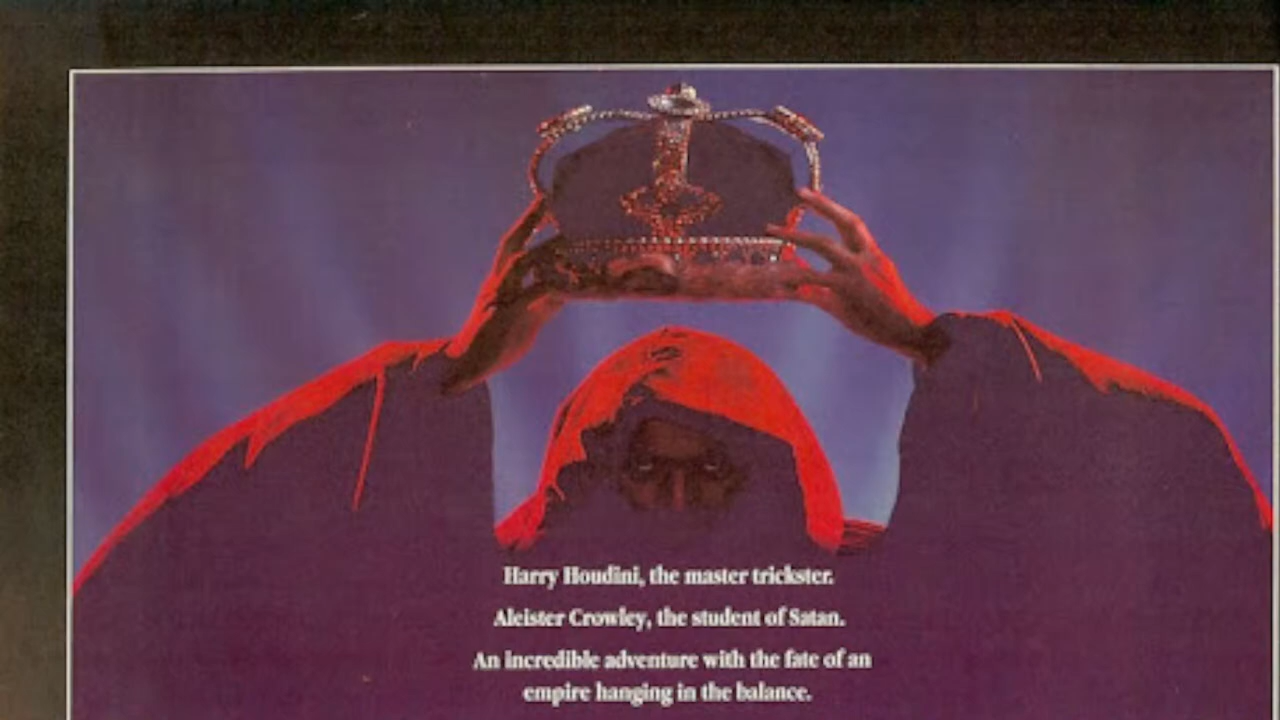 Harry Houdini, the master trickster.
Aleister Crowley, the student of Satan.
An incredible adventure with the fate of an
empire hanging in the balance.